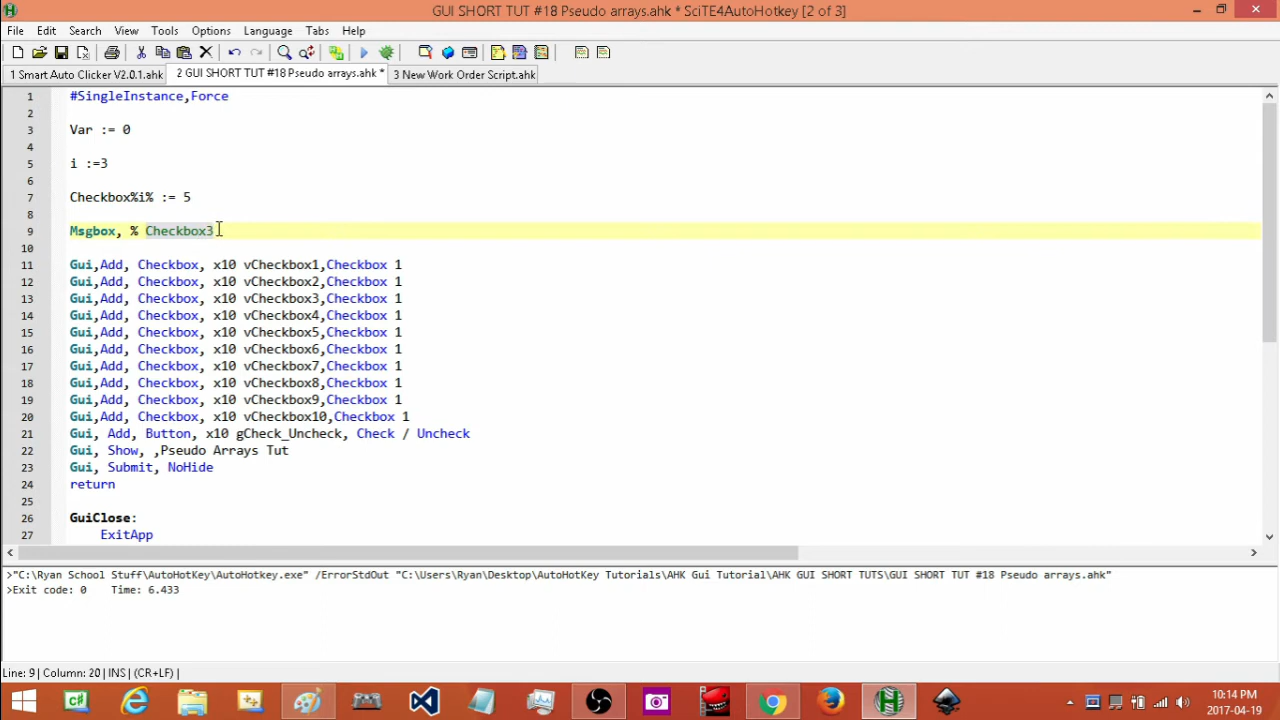 GUI SHORT TUT #18 Pseudo arrays.ahk * SciTE4AutoHotkey [2 of 3]
File Edit Search View Tools Options Language Tabs Help
1 Smart Auto Clicker V2.0.1.ahk 2 GUI SHORT TUT #18 Pseudo arrays.ahk * 3 New Work Order Script.ahk
1 #SingleInstance,Force
2
3 Var := 0
4
5 i :=3
6
7 Checkbox%i% := 5
8
9 Msgbox, % Checkbox3
10
11 Gui,Add, Checkbox, x10 vCheckbox1,Checkbox 1
12 Gui,Add, Checkbox, x10 vCheckbox2,Checkbox 1
13 Gui,Add, Checkbox, x10 vCheckbox3,Checkbox 1
14 Gui,Add, Checkbox, x10 vCheckbox4,Checkbox 1
15 Gui,Add, Checkbox, x10 vCheckbox5,Checkbox 1
16 Gui,Add, Checkbox, x10 vCheckbox6,Checkbox 1
17 Gui,Add, Checkbox, x10 vCheckbox7,Checkbox 1
18 Gui,Add, Checkbox, x10 vCheckbox8,Checkbox 1
19 Gui,Add, Checkbox, x10 vCheckbox9,Checkbox 1
20 Gui,Add, Checkbox, x10 vCheckbox10,Checkbox 1
21 Gui, Add, Button, x10 gCheck_Uncheck, Check / Uncheck
22 Gui, Show, ,Pseudo Arrays Tut
23 Gui, Submit, NoHide
24 return
25
26 GuiClose:
27 ExitApp
>"C:\Ryan School Stuff\AutoHotKey\AutoHotkey.exe" /ErrorStdOut "C:\Users\Ryan\Desktop\AutoHotKey Tutorials\AHK Gui Tutorial\AHK GUI SHORT TUTS\GUI SHORT TUT #18 Pseudo arrays.ahk"
>Exit code: 0 Time: 6.433
Line: 9 | Column: 20 | INS | (CR+LF) |
10:14 PM
2017-04-19